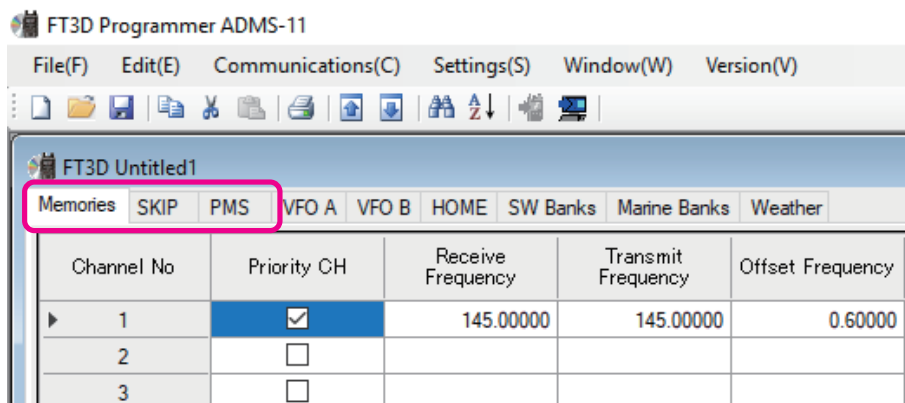 FT3D Programmer ADMS-11
File(F) Edit(E) Communications(C) Settings(S) Window(W) Version(V)
FT3D Untitled1
Memories SKIP PMS VFO A VFO B HOME SW Banks Marine Banks Weather
Channel No Priority CH Receive Frequency Transmit Frequency Offset Frequency
1 145.00000 145.00000 0.60000
2
3